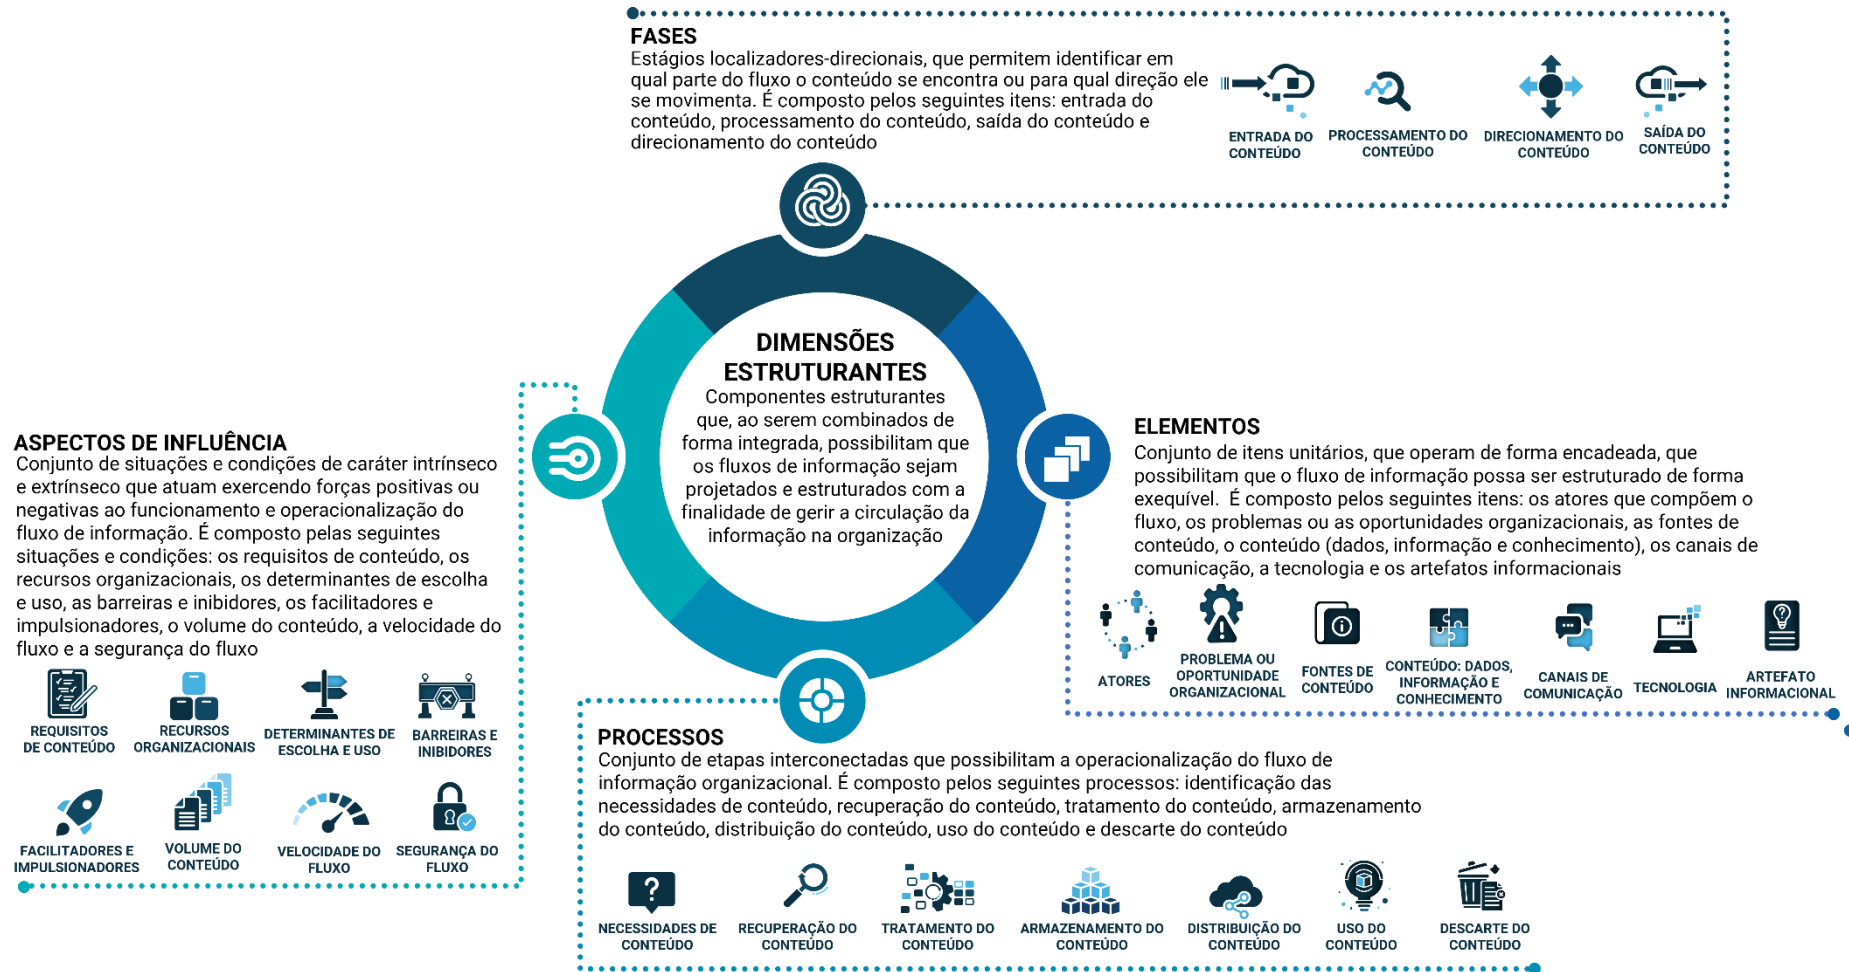 FASES
Estágios localizadores-direcionais, que permitem identificar em
qual parte do fluxo o conteúdo se encontra ou para qual direção ele
se movimenta. É composto pelos seguintes itens: entrada do
conteúdo, processamento do conteúdo, saída do conteúdo e
direcionamento do conteúdo
ENTRADA DO
CONTEÚDO
PROCESSAMENTO DO
CONTEÚDO
DIRECIONAMENTO DO
CONTEÚDO
SAÍDA DO
CONTEÚDO
DIMENSÕES
ESTRUTURANTES
Componentes estruturantes
que, ao serem combinados de
forma integrada, possibilitam que
os fluxos de informação sejam
projetados e estruturados com a
finalidade de gerir a circulação da
informação na organização
ASPECTOS DE INFLUÊNCIA
Conjunto de situações e condições de caráter intrínseco
e extrínseco que atuam exercendo forças positivas ou
negativas ao funcionamento e operacionalização do
fluxo de informação. É composto pelas seguintes
situações e condições: os requisitos de conteúdo, os
recursos organizacionais, os determinantes de escolha
e uso, as barreiras e inibidores, os facilitadores e
impulsionadores, o volume do conteúdo, a velocidade do
fluxo e a segurança do fluxo
REQUISITOS
DE CONTEÚDO
RECURSOS
ORGANIZACIONAIS
DETERMINANTES DE
ESCOLHA E USO
BARREIRAS E
INIBIDORES
FACILITADORES E
IMPULSIONADORES
VOLUME DO
CONTEÚDO
VELOCIDADE DO
FLUXO
SEGURANÇA DO
FLUXO
ELEMENTOS
Conjunto de itens unitários, que operam de forma encadeada, que
possibilitam que o fluxo de informação possa ser estruturado de forma
exequível. É composto pelos seguintes itens: os atores que compõem o
fluxo, os problemas ou as oportunidades organizacionais, as fontes de
conteúdo, o conteúdo (dados, informação e conhecimento), os canais de
comunicação, a tecnologia e os artefatos informacionais
ATORES
PROBLEMA OU
OPORTUNIDADE
ORGANIZACIONAL
FONTES DE
CONTEÚDO
CONTEÚDO: DADOS,
INFORMAÇÃO E
CONHECIMENTO
CANAIS DE
COMUNICAÇÃO
TECNOLOGIA
ARTEFATO
INFORMACIONAL
PROCESSOS
Conjunto de etapas interconectadas que possibilitam a operacionalização do fluxo de
informação organizacional. É composto pelos seguintes processos: identificação das
necessidades de conteúdo, recuperação do conteúdo, tratamento do conteúdo, armazenamento
do conteúdo, distribuição do conteúdo, uso do conteúdo e descarte do conteúdo
NECESSIDADES DE
CONTEÚDO
RECUPERAÇÃO DO
CONTEÚDO
TRATAMENTO DO
CONTEÚDO
ARMAZENAMENTO DO
CONTEÚDO
DISTRIBUIÇÃO DO
CONTEÚDO
USO DO
CONTEÚDO
DESCARTE DO
CONTEÚDO